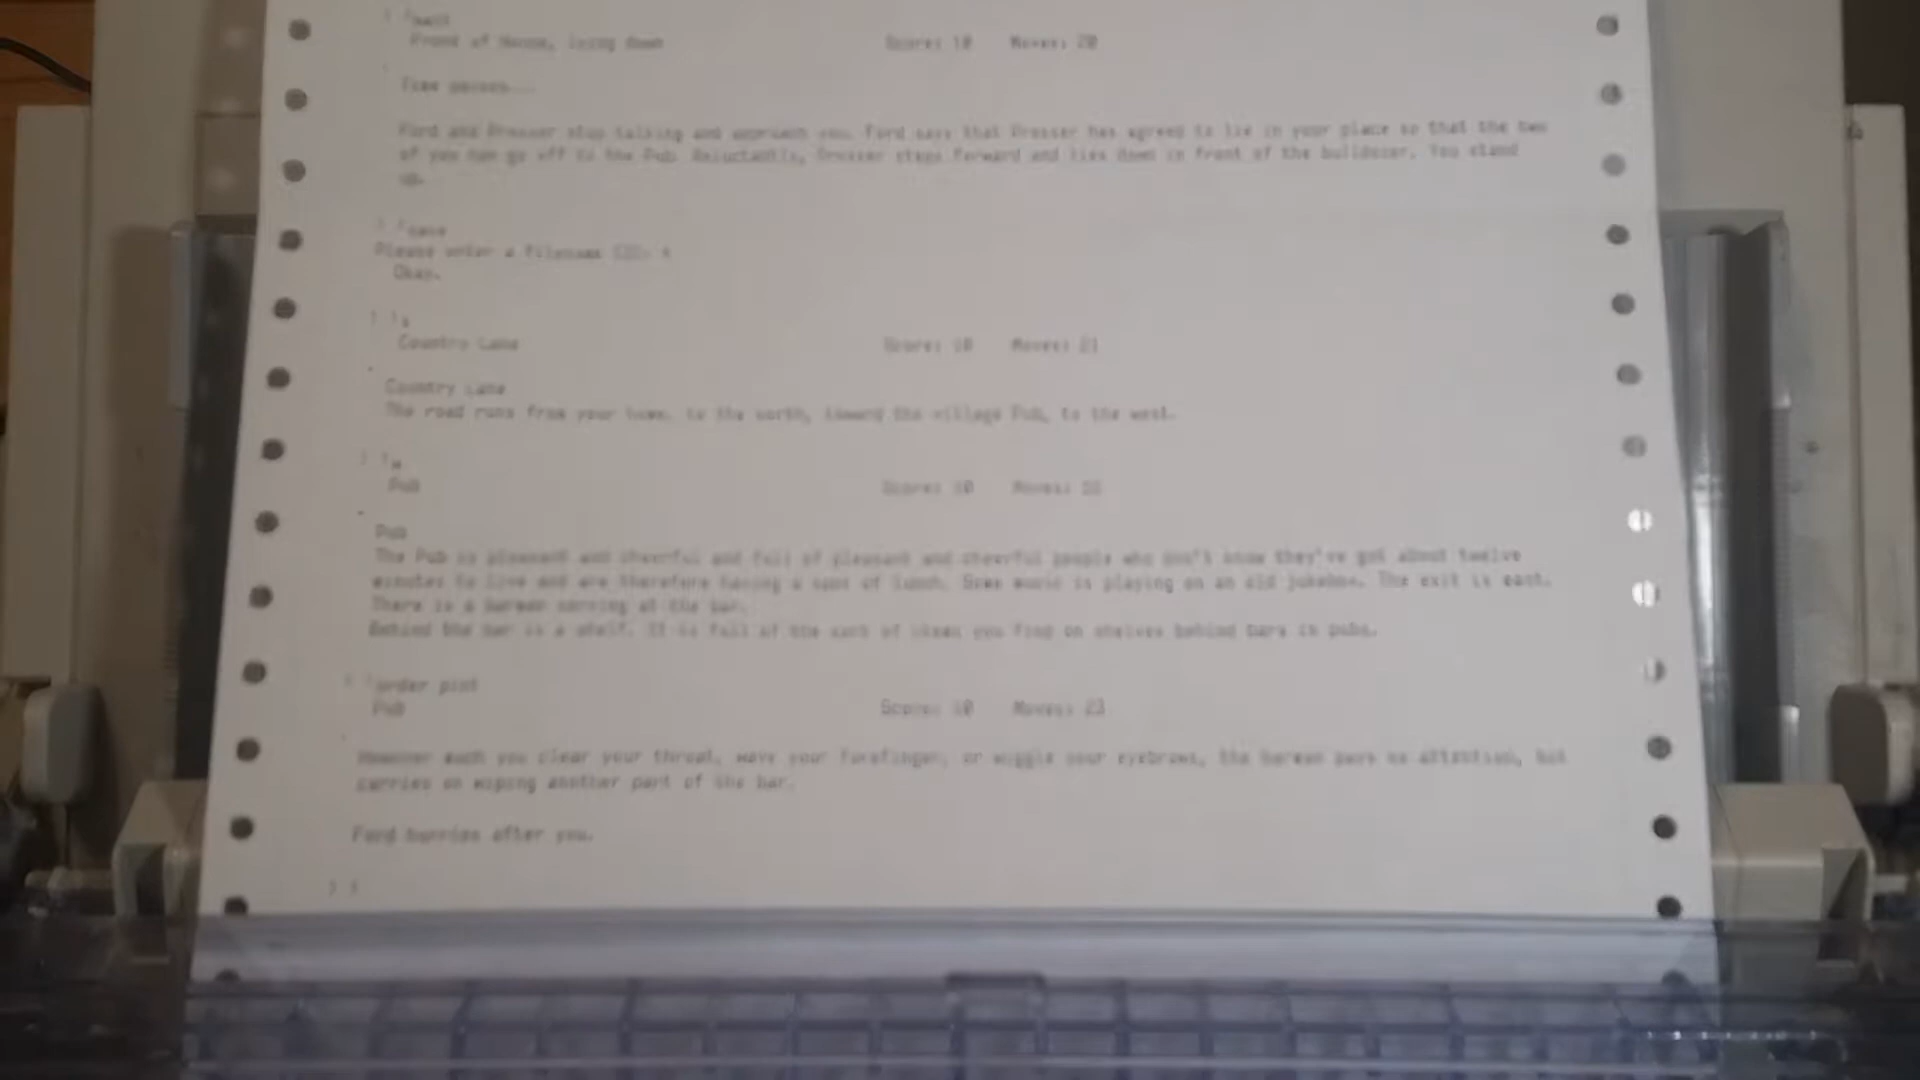 > >wait
Front of House, lying down Score: 10 Moves: 20
Time passes...
Ford and Prosser stop talking and approach you. Ford says that Prosser has agreed to lie in your place so that the two
of you can go off to the Pub. Reluctantly, Prosser steps forward and lies down in front of the bulldozer. You stand
up.
> >save
Please enter a filename
Okay.
> >s
Country Lane Score: 10 Moves: 21
Country Lane
The road runs from your home, to the north, toward the village Pub, to the west.
> >w
Pub Score: 10 Moves: 22
Pub
The Pub is pleasant and cheerful and full of pleasant and cheerful people who don't know they've got about twelve
minutes to live and are therefore having a spot of lunch. Some music is playing on an old jukebox. The exit is east.
There is a barman serving at the bar.
Behind the bar is a shelf. It is full of the sort of items you find on shelves behind bars in pubs.
> >order pint
Pub Score: 10 Moves: 23
However much you clear your throat, wave your forefinger, or wiggle your eyebrows, the barman pays no attention, but
carries on wiping another part of the bar.
Ford hurries after you.
> >